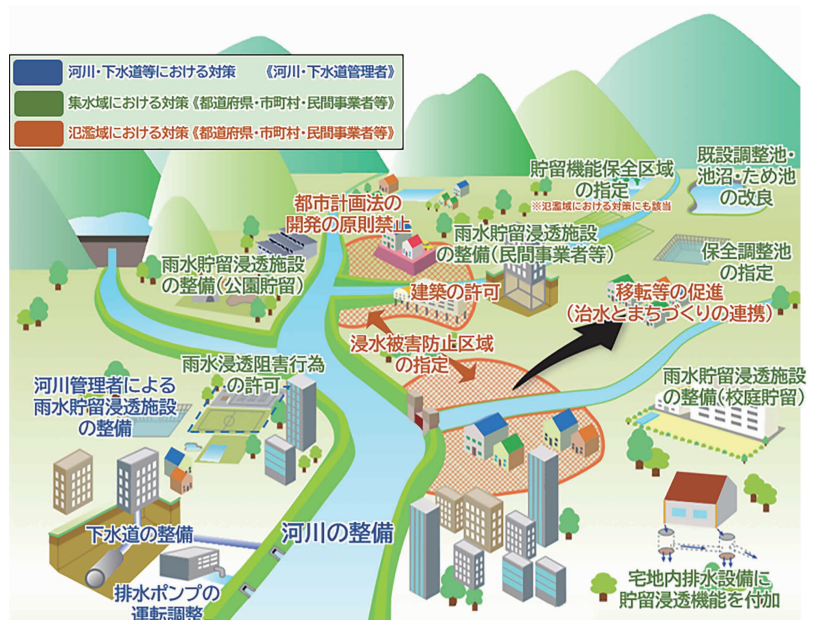 河川・下水道等における対策　《河川・下水道管理者》
集水域における対策《都道府県・市町村・民間事業者等》
氾濫域における対策《都道府県・市町村・民間事業者等》
貯留機能保全区域
の指定
※氾濫域における対策にも該当
既設調整池・
池沼・ため池
の改良
都市計画法の
開発の原則禁止
雨水貯留浸透施設
の整備(民間事業者等)
保全調整池
の指定
雨水貯留浸透施設
の整備(公園貯留)
建築の許可
移転等の促進
(治水とまちづくりの連携)
浸水被害防止区域
の指定
雨水浸透阻害行為
の許可
河川管理者による
雨水貯留浸透施設
の整備
雨水貯留浸透施設
の整備(校庭貯留)
下水道の整備
河川の整備
排水ポンプの
運転調整
宅地内排水設備に
貯留浸透機能を付加